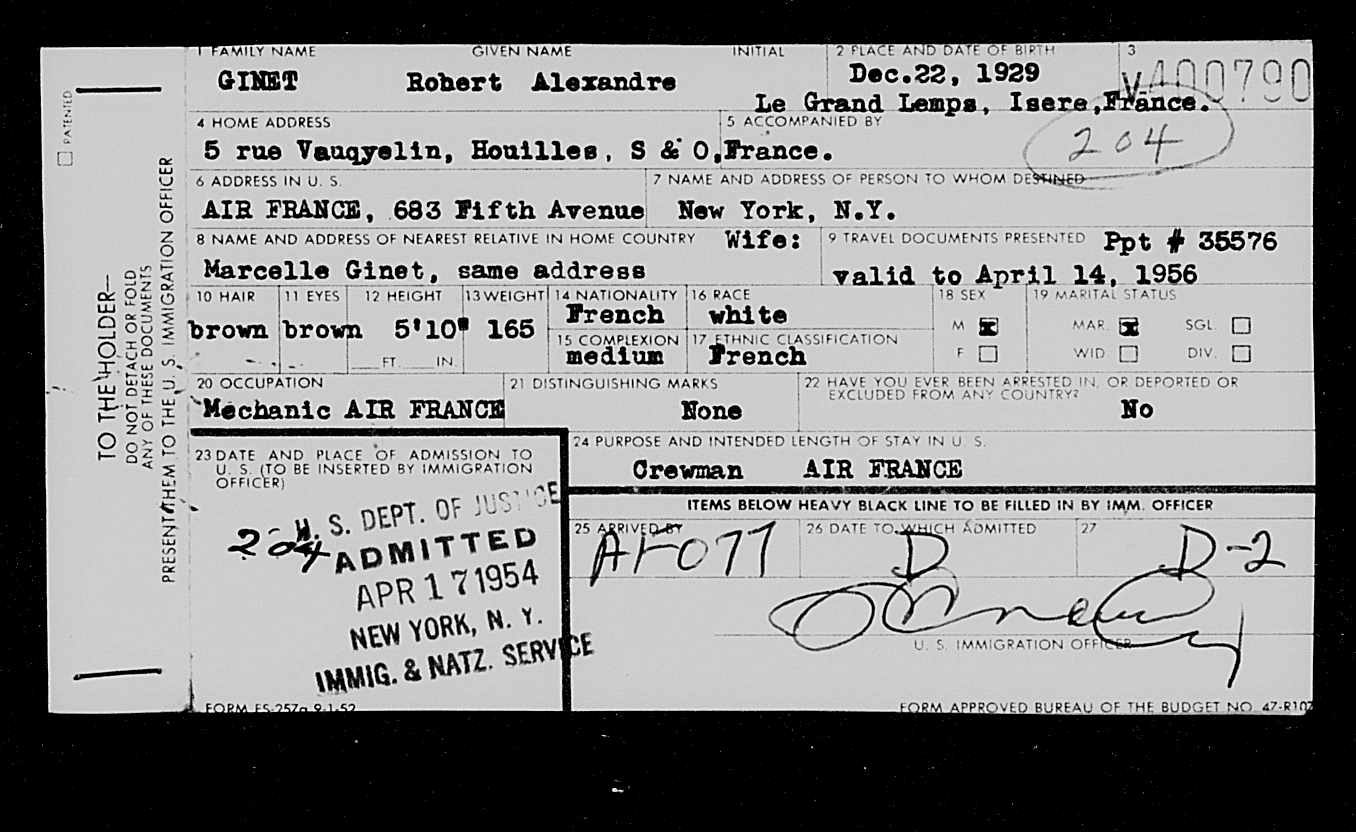 1 FAMILY NAME GIVEN NAME INITIAL 2 PLACE AND DATE OF BIRTH 3
GINET Robert Alexandre Dec.22, 1929 V400790
Le Grand Lemps, Isere, France.
4 HOME ADDRESS 5 ACCOMPANIED BY
204
5 rue Vauqyelin, Houilles, S & O, France.
6 ADDRESS IN U. S. 7 NAME AND ADDRESS OF PERSON TO WHOM DESTINED
AIR FRANCE, 683 Fifth Avenue New York, N.Y.
8 NAME AND ADDRESS OF NEAREST RELATIVE IN HOME COUNTRY Wife: 9 TRAVEL DOCUMENTS PRESENTED Ppt # 35576
Marcelle Ginet, same address valid to April 14, 1956
10 HAIR 11 EYES 12 HEIGHT 13 WEIGHT 14 NATIONALITY 16 RACE 18 SEX 19 MARITAL STATUS
brown brown 5'10" 165 French white M MAR. SGL.
15 COMPLEXION 17 ETHNIC CLASSIFICATION
FT. IN. medium French F WID. DIV.
20 OCCUPATION 21 DISTINGUISHING MARKS 22 HAVE YOU EVER BEEN ARRESTED IN, OR DEPORTED OR
EXCLUDED FROM ANY COUNTRY?
Mechanic AIR FRANCE None No
23 DATE AND PLACE OF ADMISSION TO
U. S. (TO BE INSERTED BY IMMIGRATION
OFFICER)
24 PURPOSE AND INTENDED LENGTH OF STAY IN U. S.
Crewman AIR FRANCE
ITEMS BELOW HEAVY BLACK LINE TO BE FILLED IN BY IMM. OFFICER
25 ARRIVED BY 26 DATE TO WHICH ADMITTED 27
AF077 D D-2
U. S. IMMIGRATION OFFICER
204
U. S. DEPT. OF JUSTICE
ADMITTED
APR 17 1954
NEW YORK, N. Y.
IMMIG. & NATZ. SERVICE
FORM FS-257a 9-1-52 FORM APPROVED BUREAU OF THE BUDGET NO. 47-R107
PATENTED
TO THE HOLDER—
DO NOT DETACH OR FOLD
ANY OF THESE DOCUMENTS
PRESENT THEM TO THE U. S. IMMIGRATION OFFICER